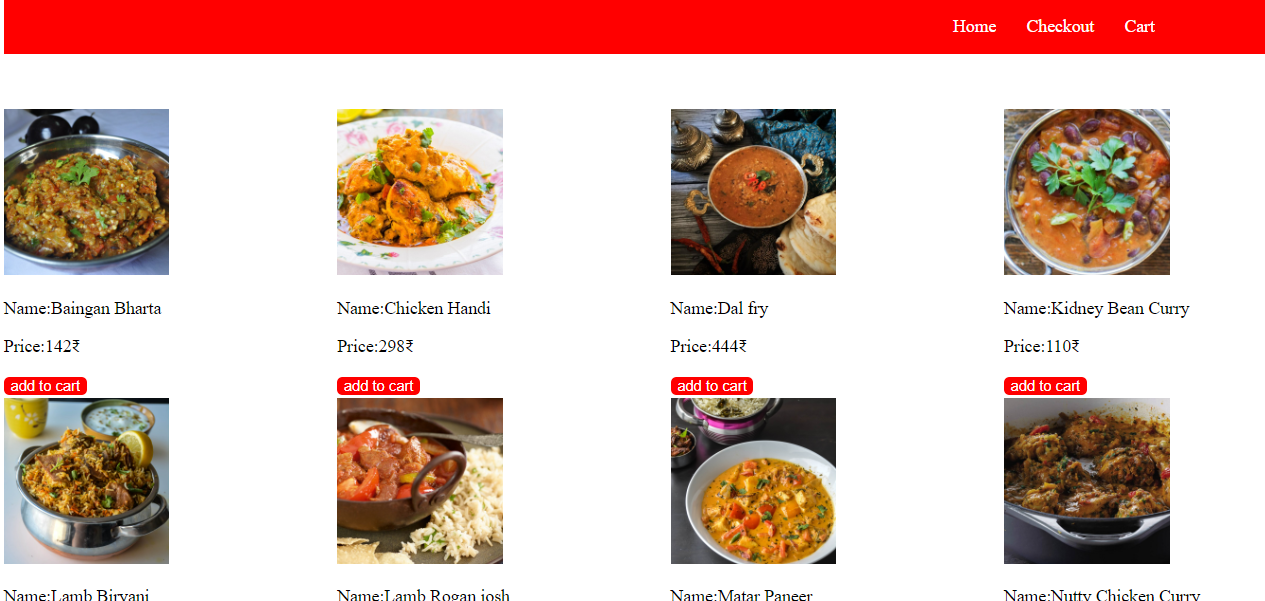 Home Checkout Cart
Name:Baingan Bharta Name:Chicken Handi Name:Dal fry Name:Kidney Bean Curry
Price:142₹ Price:298₹ Price:444₹ Price:110₹
add to cart add to cart add to cart add to cart
Name:Lamb Biryani Name:Lamb Rogan josh Name:Matar Paneer Name:Nutty Chicken Curry